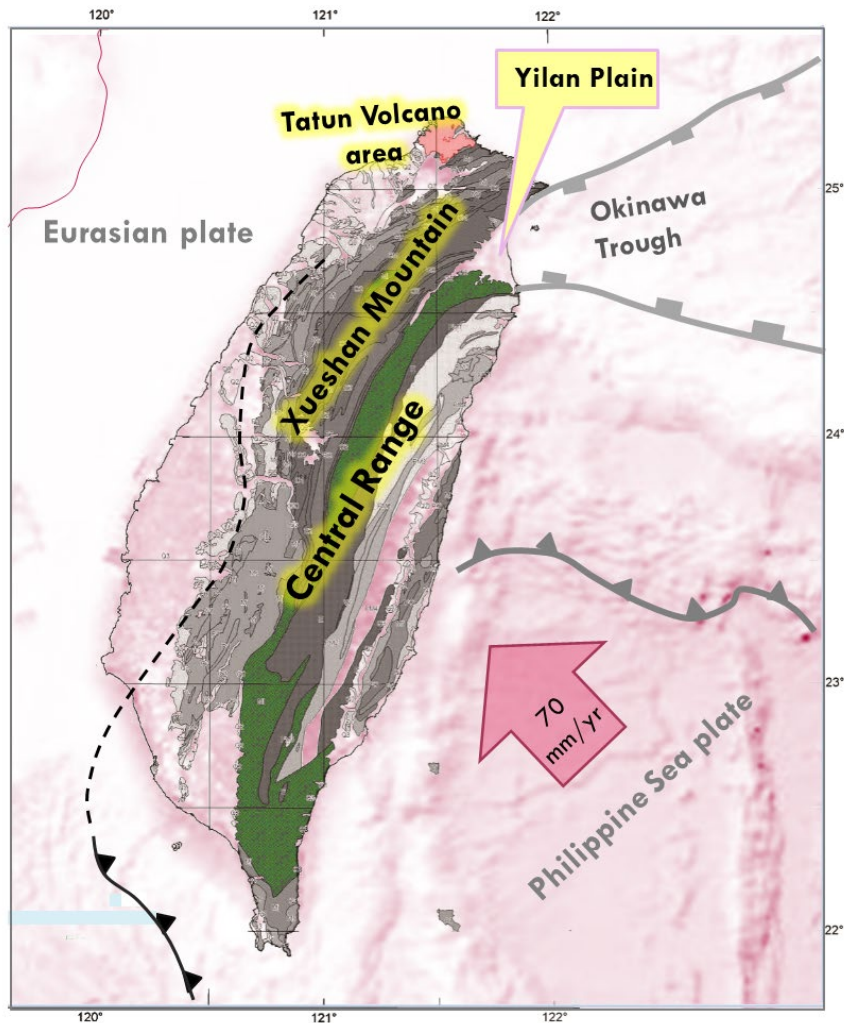 120°
121°
122°
Yilan Plain
Tatun Volcano
area
25°
Okinawa
Trough
Eurasian plate
Xueshan Mountain
24°
Central Range
23°
70
mm/yr
Philippine Sea plate
22°
120°
121°
122°